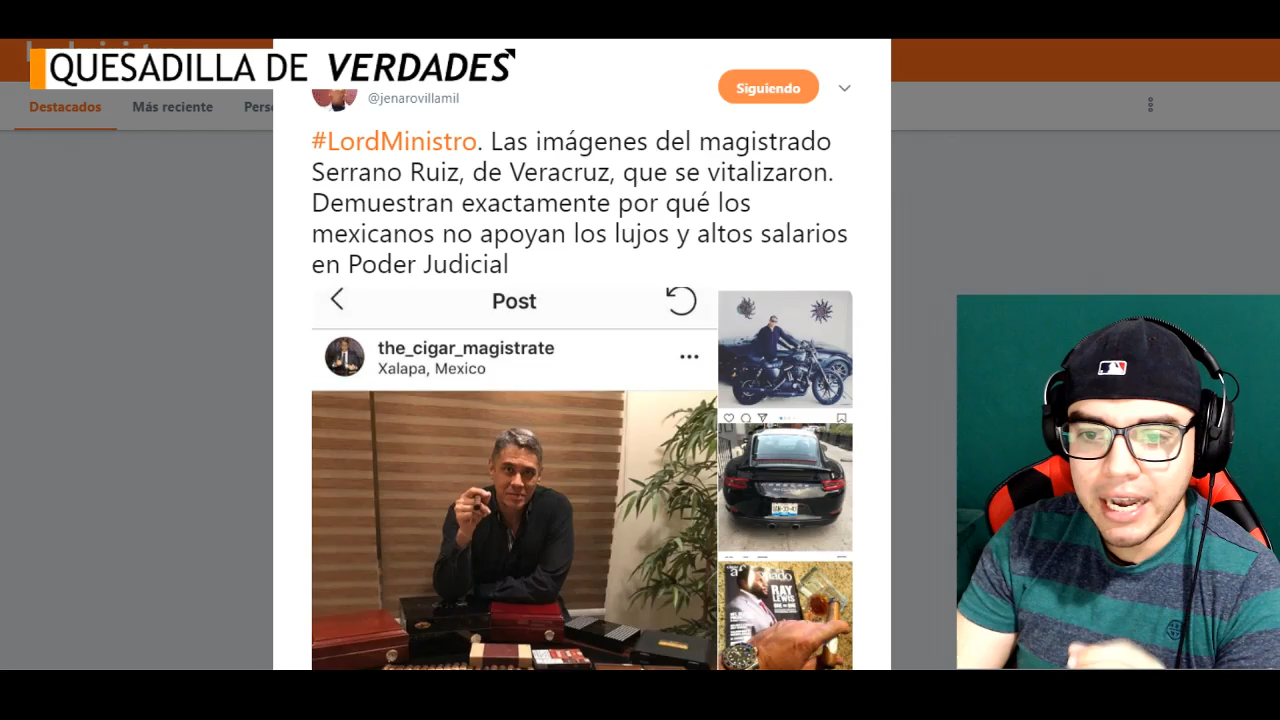 QUESADILLA DE VERDADES
Destacados
Más reciente
@jenarovillamil
Siguiendo
#LordMinistro. Las imágenes del magistrado
Serrano Ruiz, de Veracruz, que se vitalizaron.
Demuestran exactamente por qué los
mexicanos no apoyan los lujos y altos salarios
en Poder Judicial
Post
the_cigar_magistrate
Xalapa, Mexico
RAY
LEWIS